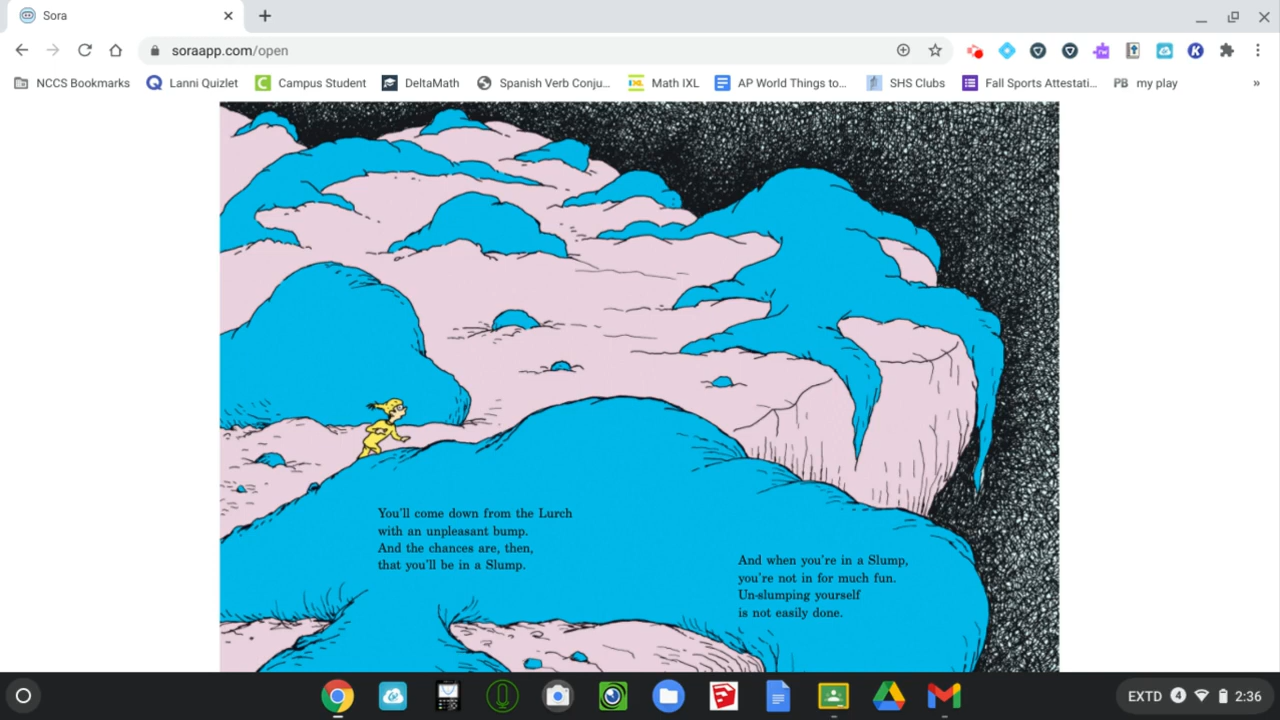 Sora
soraapp.com/open
NCCS Bookmarks
Lanni Quizlet
Campus Student
DeltaMath
Spanish Verb Conju...
Math IXL
AP World Things to...
SHS Clubs
Fall Sports Attestati...
PB my play
You'll come down from the Lurch
with an unpleasant bump.
And the chances are, then,
that you'll be in a Slump.
And when you're in a Slump,
you're not in for much fun.
Un-slumping yourself
is not easily done.
EXTD 4 2:36